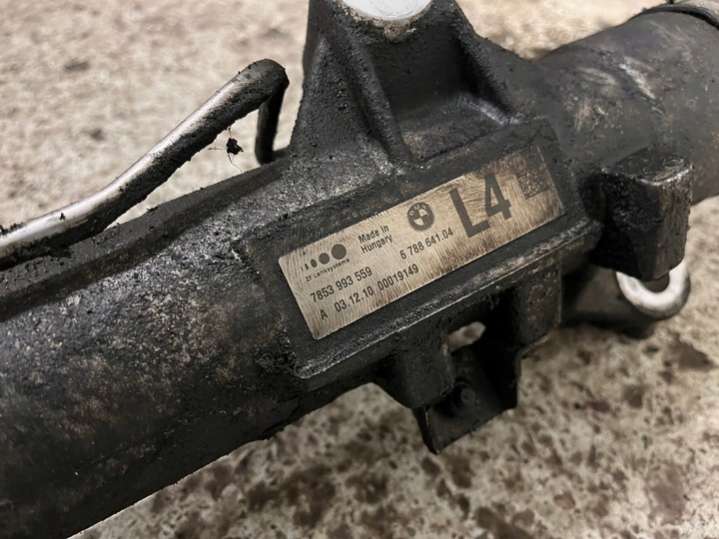 ZF Lenksysteme
Made in
Hungary
7853 993 559
6 788 641.04
A 03.12.10 00019149
L4